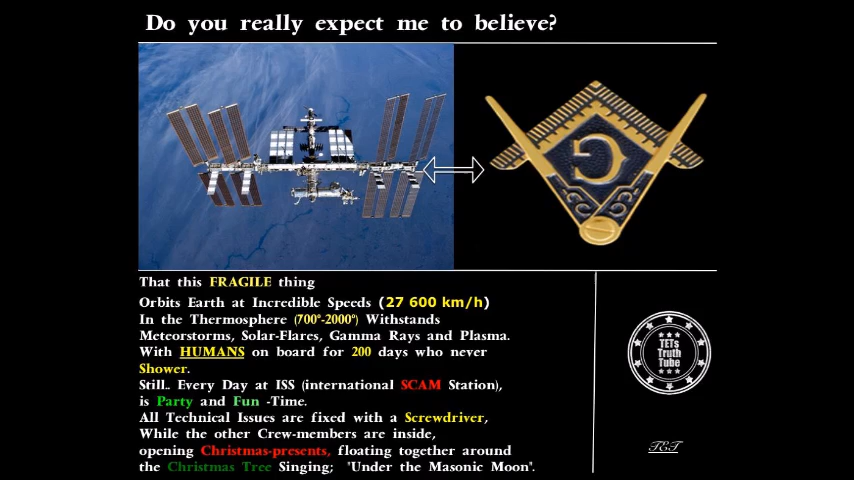 Do you really expect me to believe?
That this FRAGILE thing
Orbits Earth at Incredible Speeds (27 600 km/h)
In the Thermosphere (700°-2000°) Withstands
Meteorstorms, Solar-Flares, Gamma Rays and Plasma.
With HUMANS on board for 200 days who never
Shower.
Still.. Every Day at ISS (international SCAM Station),
is Party and Fun -Time.
All Technical Issues are fixed with a Screwdriver,
While the other Crew-members are inside,
opening Christmas-presents, floating together around
the Christmas Tree Singing; "Under the Masonic Moon".
TETs
Truth
Tube
TET